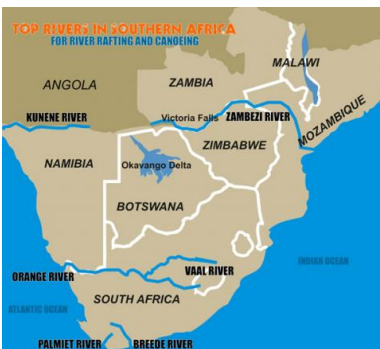 TOP RIVERS IN SOUTHERN AFRICA
FOR RIVER RAFTING AND CANOEING
MALAWI
ANGOLA
ZAMBIA
KUNENE RIVER
Victoria Falls
ZAMBEZI RIVER
MOZAMBIQUE
ZIMBABWE
NAMIBIA
Okavango Delta
BOTSWANA
INDIAN OCEAN
ORANGE RIVER
VAAL RIVER
SOUTH AFRICA
ATLANTIC OCEAN
PALMIET RIVER
BREEDE RIVER